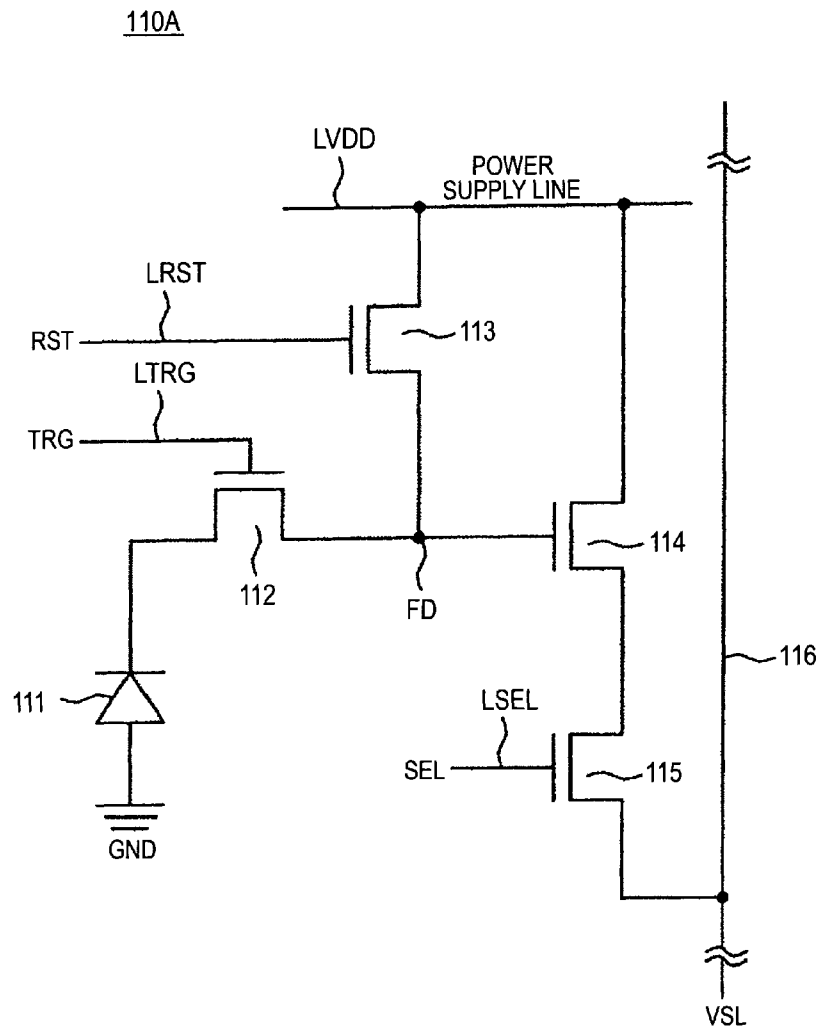 110A
LVDD
POWER
SUPPLY LINE
LRST
RST
113
LTRG
TRG
112
FD
114
111
116
LSEL
SEL
115
GND
VSL